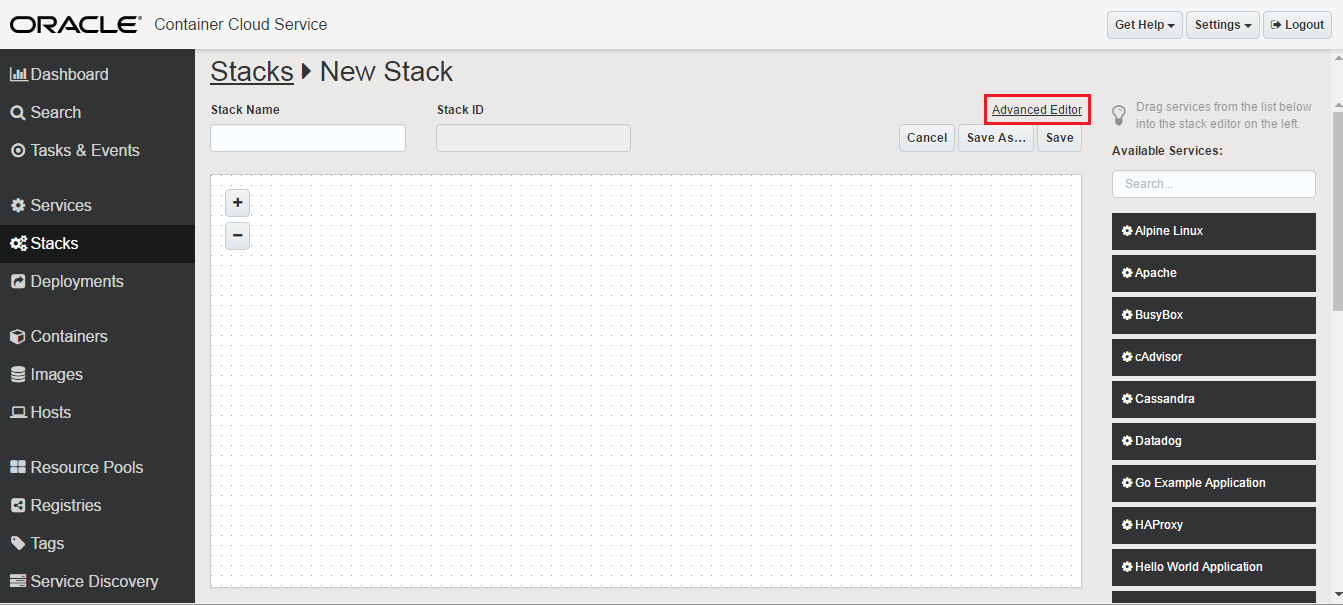 ORACLE Container Cloud Service
Get Help
Settings
Logout
Dashboard
Search
Tasks & Events
Services
Stacks
Deployments
Containers
Images
Hosts
Resource Pools
Registries
Tags
Service Discovery
Stacks New Stack
Stack Name
Stack ID
Advanced Editor
Cancel
Save As...
Save
+
−
Drag services from the list below
into the stack editor on the left.
Available Services:
Search...
Alpine Linux
Apache
BusyBox
cAdvisor
Cassandra
Datadog
Go Example Application
HAProxy
Hello World Application